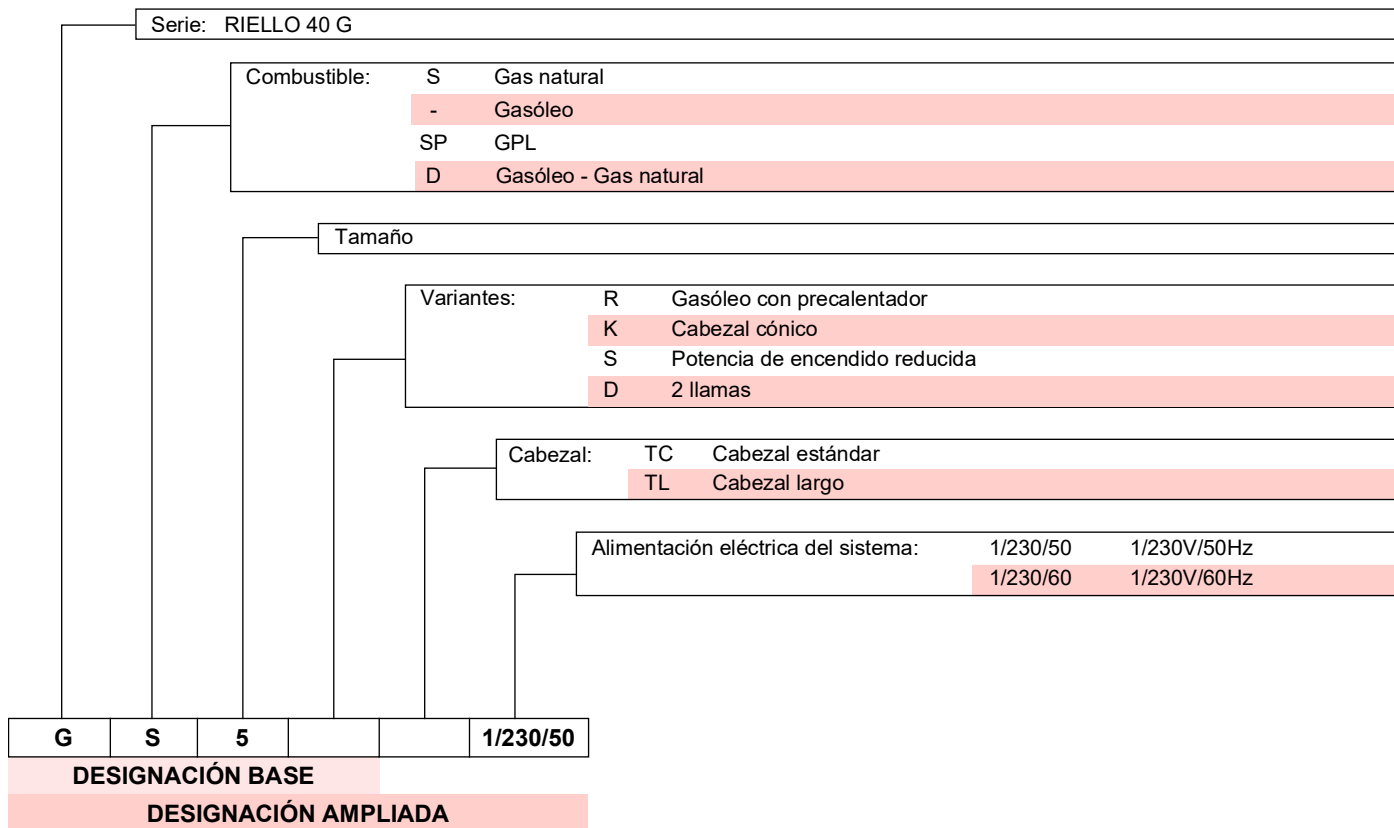 Serie: RIELLO 40 G
Combustible: S Gas natural
- Gasóleo
SP GPL
D Gasóleo - Gas natural
Tamaño
Variantes: R Gasóleo con precalentador
K Cabezal cónico
S Potencia de encendido reducida
D 2 llamas
Cabezal: TC Cabezal estándar
TL Cabezal largo
Alimentación eléctrica del sistema: 1/230/50 1/230V/50Hz
1/230/60 1/230V/60Hz
G S 5 1/230/50
DESIGNACIÓN BASE
DESIGNACIÓN AMPLIADA